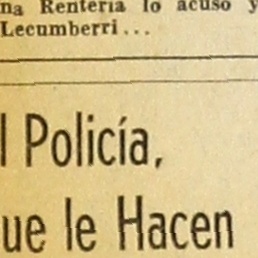 na Rentería lo acusó y
Lecumberri...
l Policía,
ue le Hacen